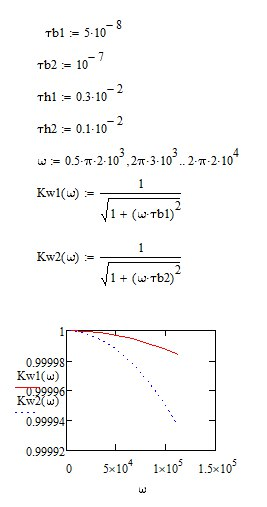 τb1 := 5·10^-8
τb2 := 10^-7
τh1 := 0.3·10^-2
τh2 := 0.1·10^-2
ω := 0.5·π·2·10^3, 2π·3·10^3 .. 2·π·2·10^4
Kw1(ω) := 1 / √(1 + (ω·τb1)^2)
Kw2(ω) := 1 / √(1 + (ω·τb2)^2)
1
0.99998
Kw1(ω)
0.99996
Kw2(ω)
0.99994
0.99992
0 5×10^4 1×10^5 1.5×10^5
ω